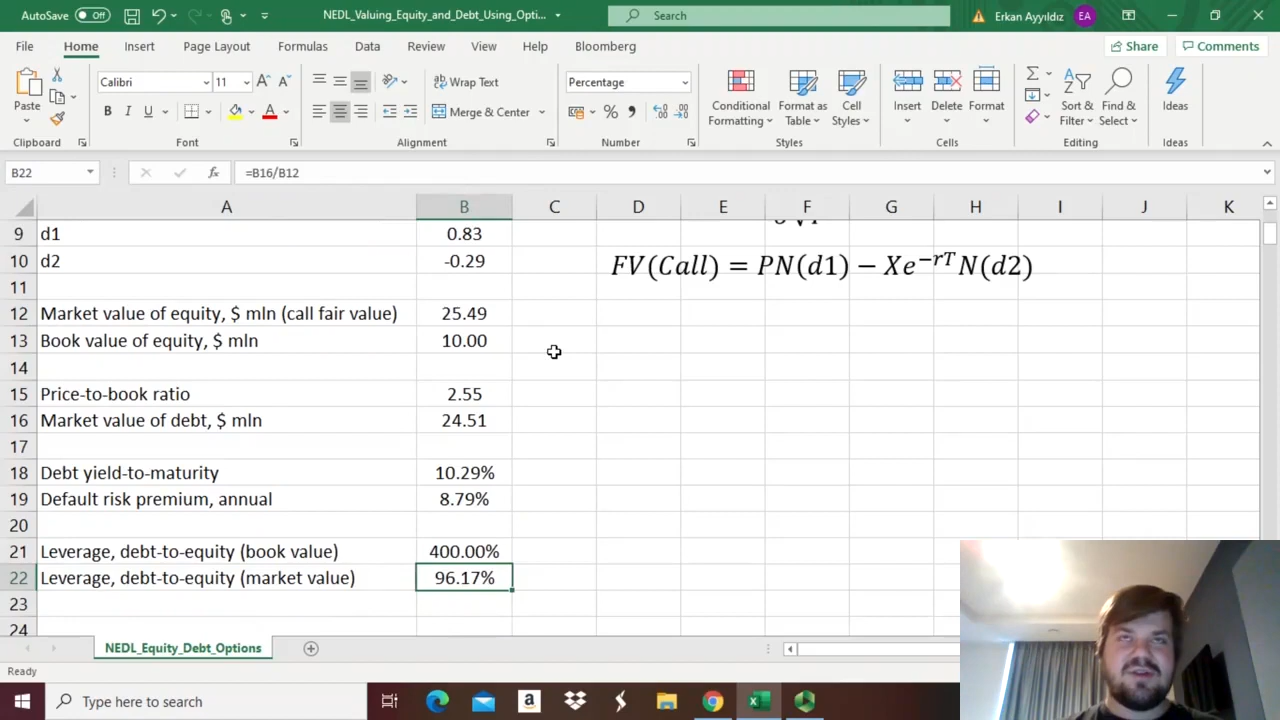 AutoSave Off NEDL_Valuing_Equity_and_Debt_Using_Opti... Search Erkan Ayyıldız EA
File Home Insert Page Layout Formulas Data Review View Help Bloomberg Share Comments
Paste Calibri 11 Wrap Text Percentage Conditional Formatting Format as Table Cell Styles Insert Delete Format Sort & Filter Find & Select Ideas
B I U Merge & Center
Clipboard Font Alignment Number Styles Cells Editing Ideas
B22 fx =B16/B12
A B C D E F G H I J K
9 d1 0.83
10 d2 -0.29 FV(Call) = PN(d1) − Xe^−rT N(d2)
11
12 Market value of equity, $ mln (call fair value) 25.49
13 Book value of equity, $ mln 10.00
14
15 Price-to-book ratio 2.55
16 Market value of debt, $ mln 24.51
17
18 Debt yield-to-maturity 10.29%
19 Default risk premium, annual 8.79%
20
21 Leverage, debt-to-equity (book value) 400.00%
22 Leverage, debt-to-equity (market value) 96.17%
23
24
NEDL_Equity_Debt_Options
Ready
Type here to search